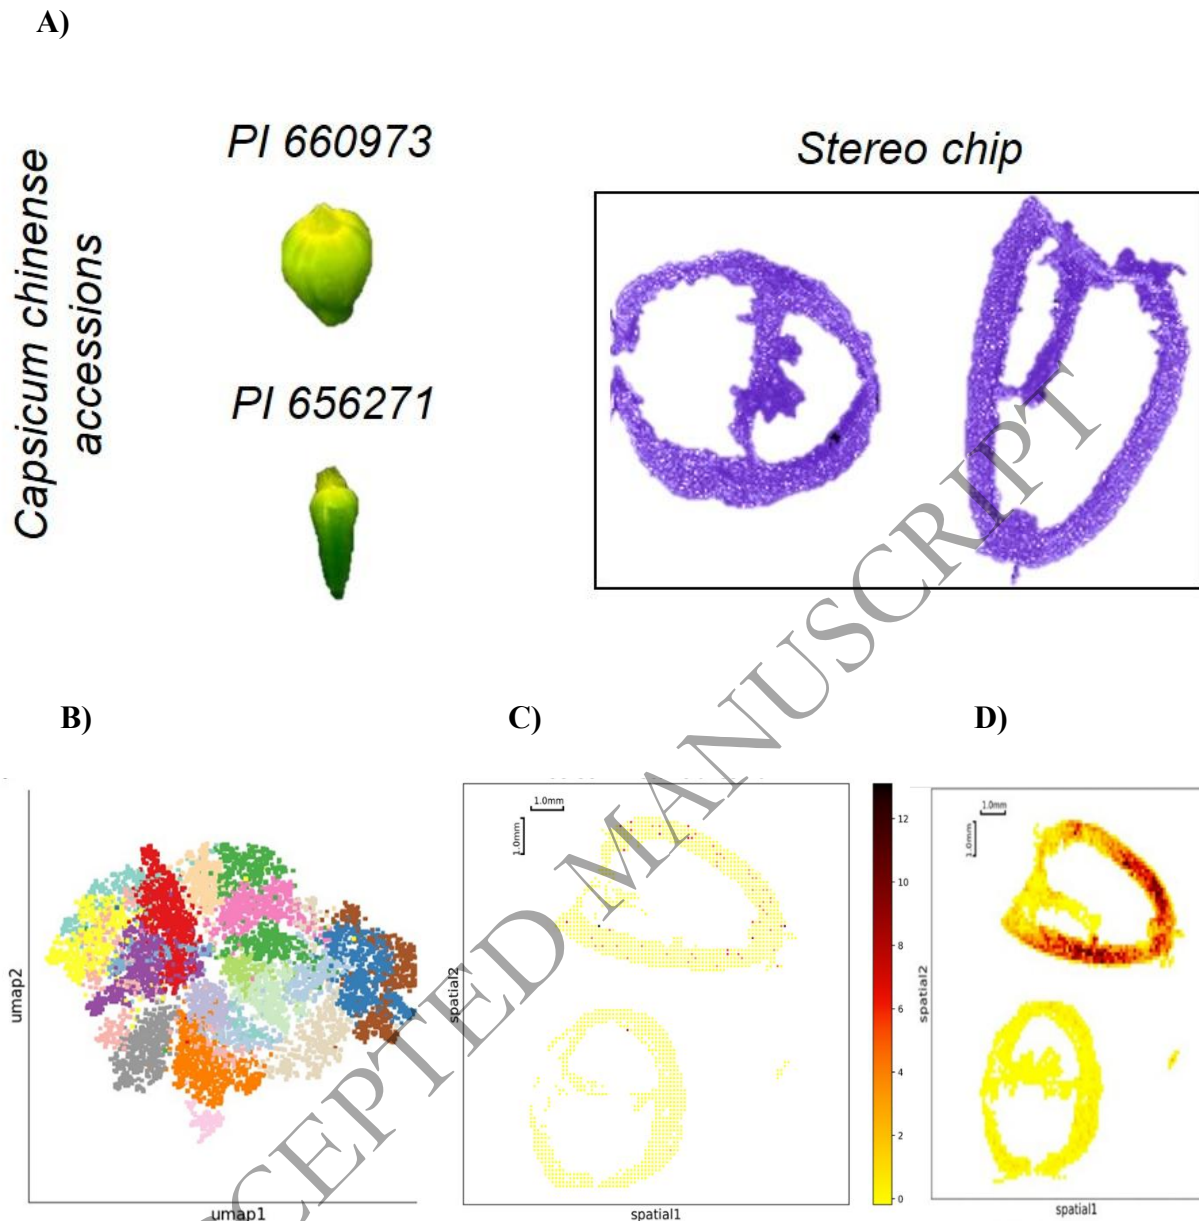 A)
Capsicum chinense
accessions
PI 660973
PI 656271
Stereo chip
B)
umap2
umap1
C)
1.0mm
1.0mm
spatial2
spatial1
12
10
8
6
4
2
0
D)
1.0mm
1.0mm
spatial2
spatial1
CEPTED MANUSCRIPT